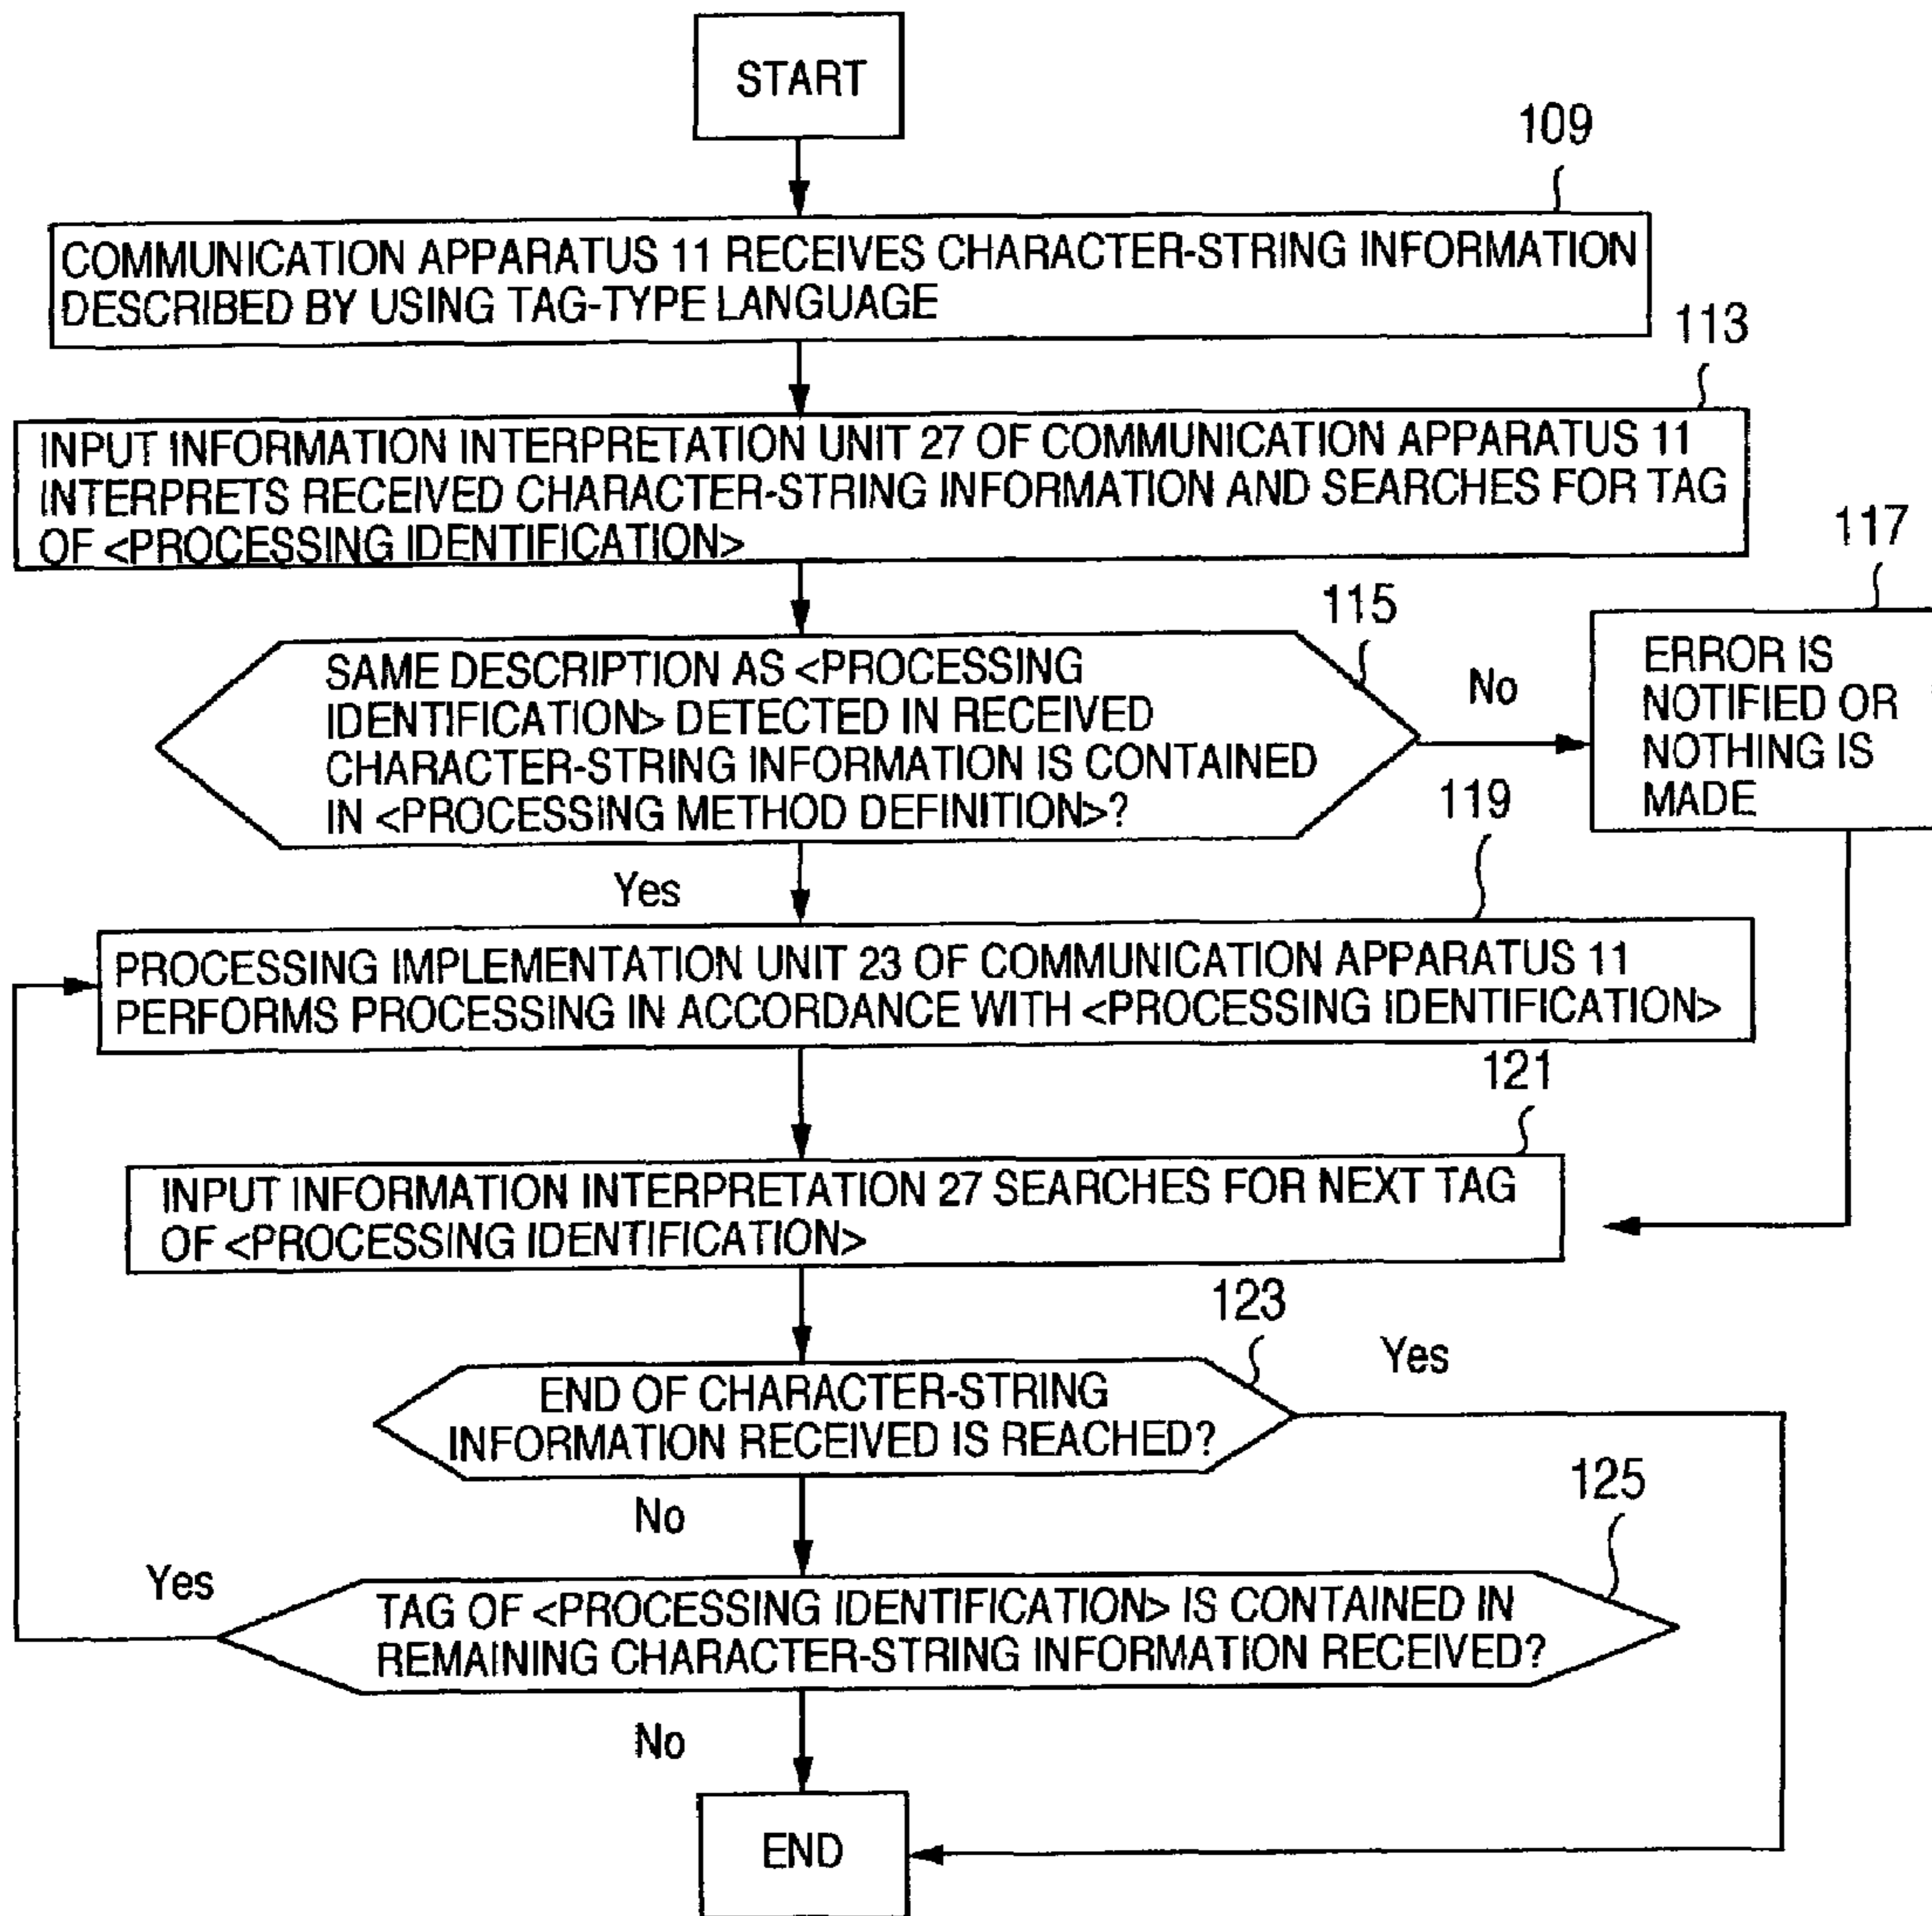 START
109
COMMUNICATION APPARATUS 11 RECEIVES CHARACTER-STRING INFORMATION
DESCRIBED BY USING TAG-TYPE LANGUAGE
113
INPUT INFORMATION INTERPRETATION UNIT 27 OF COMMUNICATION APPARATUS 11
INTERPRETS RECEIVED CHARACTER-STRING INFORMATION AND SEARCHES FOR TAG
OF <PROCESSING IDENTIFICATION>
115
SAME DESCRIPTION AS <PROCESSING
IDENTIFICATION> DETECTED IN RECEIVED
CHARACTER-STRING INFORMATION IS CONTAINED
IN <PROCESSING METHOD DEFINITION>?
No
117
ERROR IS
NOTIFIED OR
NOTHING IS
MADE
Yes
119
PROCESSING IMPLEMENTATION UNIT 23 OF COMMUNICATION APPARATUS 11
PERFORMS PROCESSING IN ACCORDANCE WITH <PROCESSING IDENTIFICATION>
121
INPUT INFORMATION INTERPRETATION 27 SEARCHES FOR NEXT TAG
OF <PROCESSING IDENTIFICATION>
123
END OF CHARACTER-STRING
INFORMATION RECEIVED IS REACHED?
Yes
No
125
TAG OF <PROCESSING IDENTIFICATION> IS CONTAINED IN
REMAINING CHARACTER-STRING INFORMATION RECEIVED?
Yes
No
END